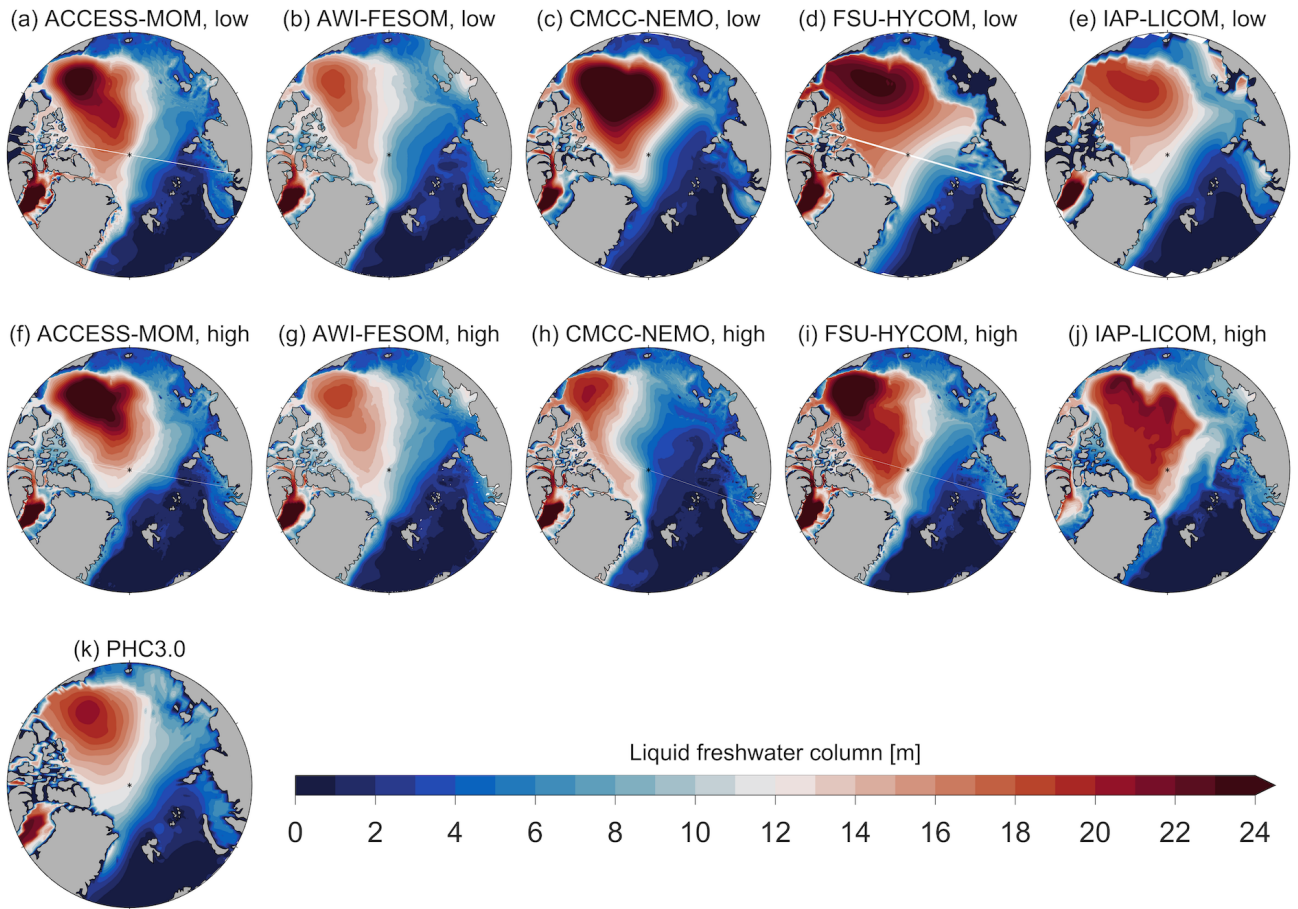 (a) ACCESS-MOM, low
(b) AWI-FESOM, low
(c) CMCC-NEMO, low
(d) FSU-HYCOM, low
(e) IAP-LICOM, low
(f) ACCESS-MOM, high
(g) AWI-FESOM, high
(h) CMCC-NEMO, high
(i) FSU-HYCOM, high
(j) IAP-LICOM, high
(k) PHC3.0
Liquid freshwater column [m]
0 2 4 6 8 10 12 14 16 18 20 22 24